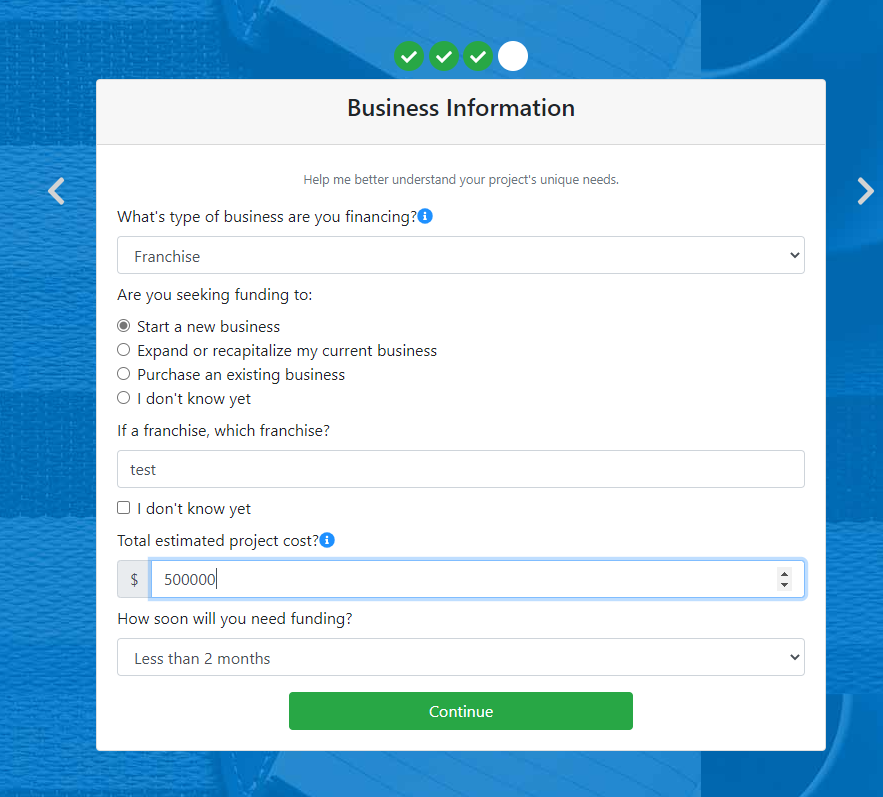 Business Information
Help me better understand your project's unique needs.
What's type of business are you financing?
Franchise
Are you seeking funding to:
Start a new business
Expand or recapitalize my current business
Purchase an existing business
I don't know yet
If a franchise, which franchise?
test
I don't know yet
Total estimated project cost?
$ 500000
How soon will you need funding?
Less than 2 months
Continue